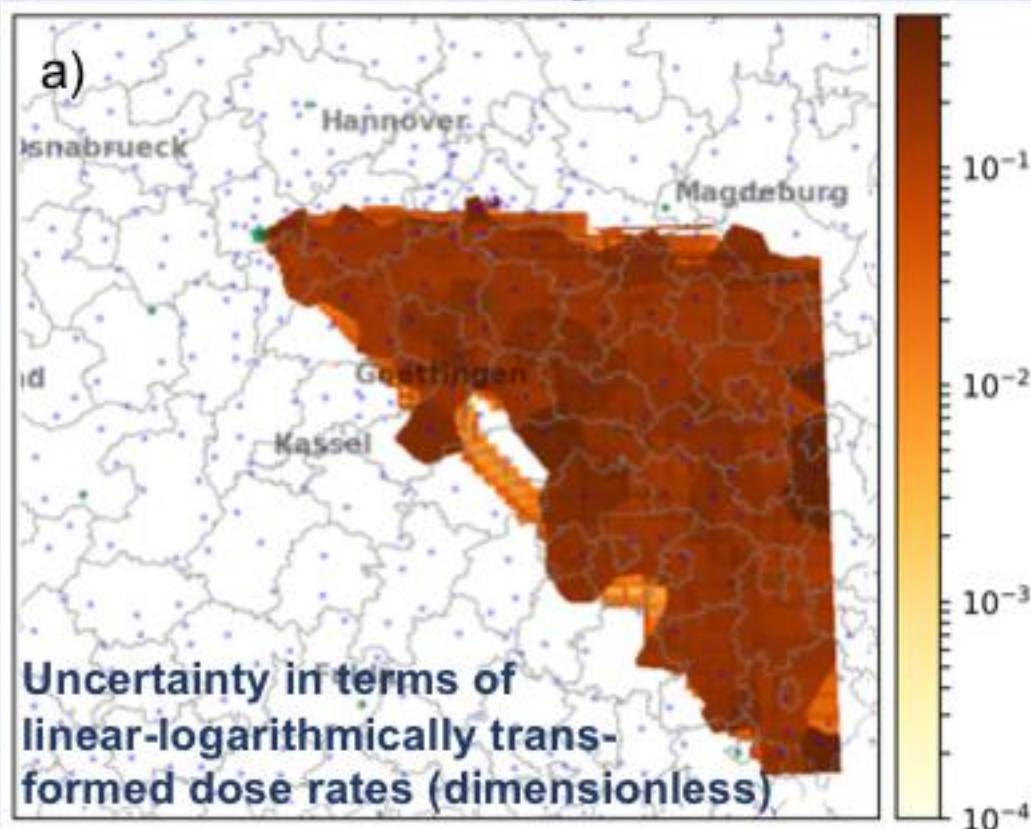 a)
Hannover
snabrueck
Magdeburg
Goettingen
Kassel
Uncertainty in terms of
linear-logarithmically trans-
formed dose rates (dimensionless)
10⁻¹
10⁻²
10⁻³
10⁻⁴